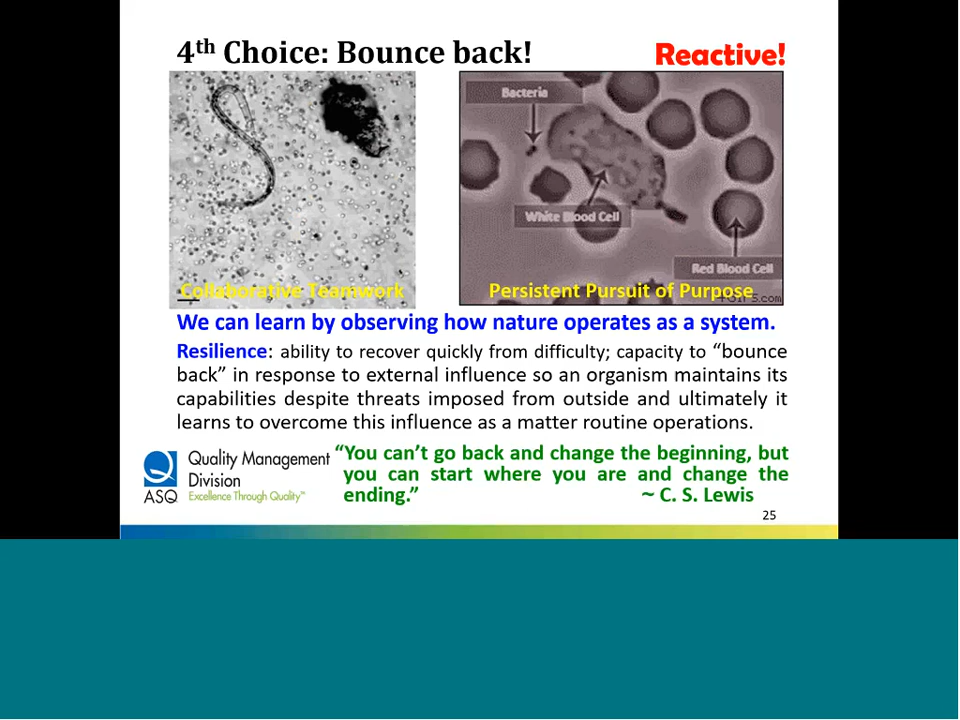 4th Choice: Bounce back!
Reactive!
Bacteria
White Blood Cell
Red Blood Cell
Collaborative Teamwork
Persistent Pursuit of Purpose
We can learn by observing how nature operates as a system.
Resilience: ability to recover quickly from difficulty; capacity to “bounce
back” in response to external influence so an organism maintains its
capabilities despite threats imposed from outside and ultimately it
learns to overcome this influence as a matter routine operations.
“You can’t go back and change the beginning, but
you can start where you are and change the
ending.” ~ C. S. Lewis
Quality Management
Division
Excellence Through Quality™
ASQ
25